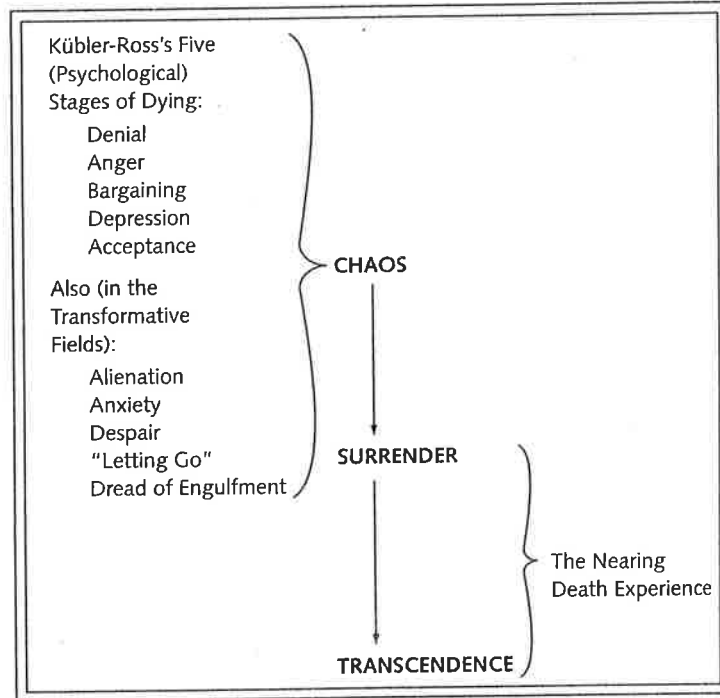 Kübler-Ross's Five
(Psychological)
Stages of Dying:
Denial
Anger
Bargaining
Depression
Acceptance
Also (in the
Transformative
Fields):
Alienation
Anxiety
Despair
"Letting Go"
Dread of Engulfment
CHAOS
SURRENDER
TRANSCENDENCE
The Nearing
Death Experience